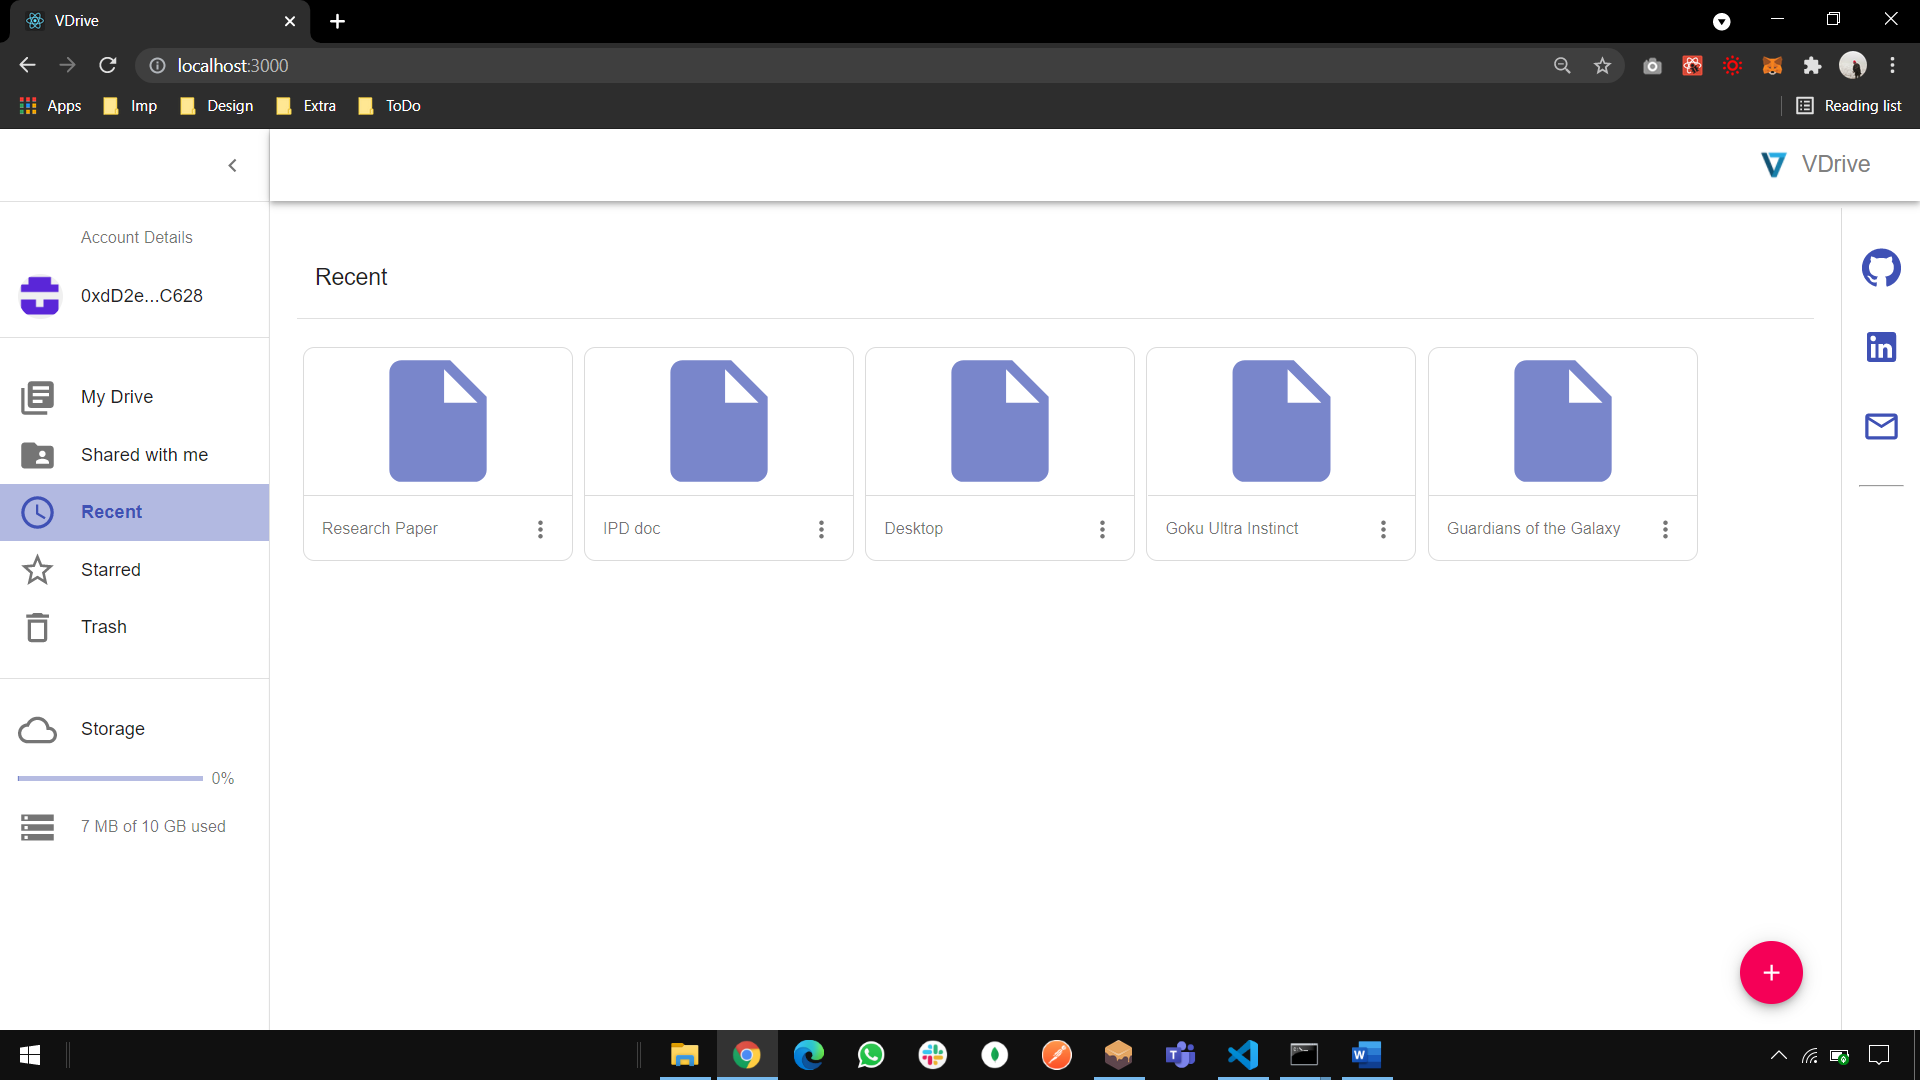 VDrive
localhost:3000
Apps
Imp
Design
Extra
ToDo
Reading list
VDrive
Account Details
0xdD2e...C628
My Drive
Shared with me
Recent
Starred
Trash
Storage
0%
7 MB of 10 GB used
Recent
Research Paper
IPD doc
Desktop
Goku Ultra Instinct
Guardians of the Galaxy